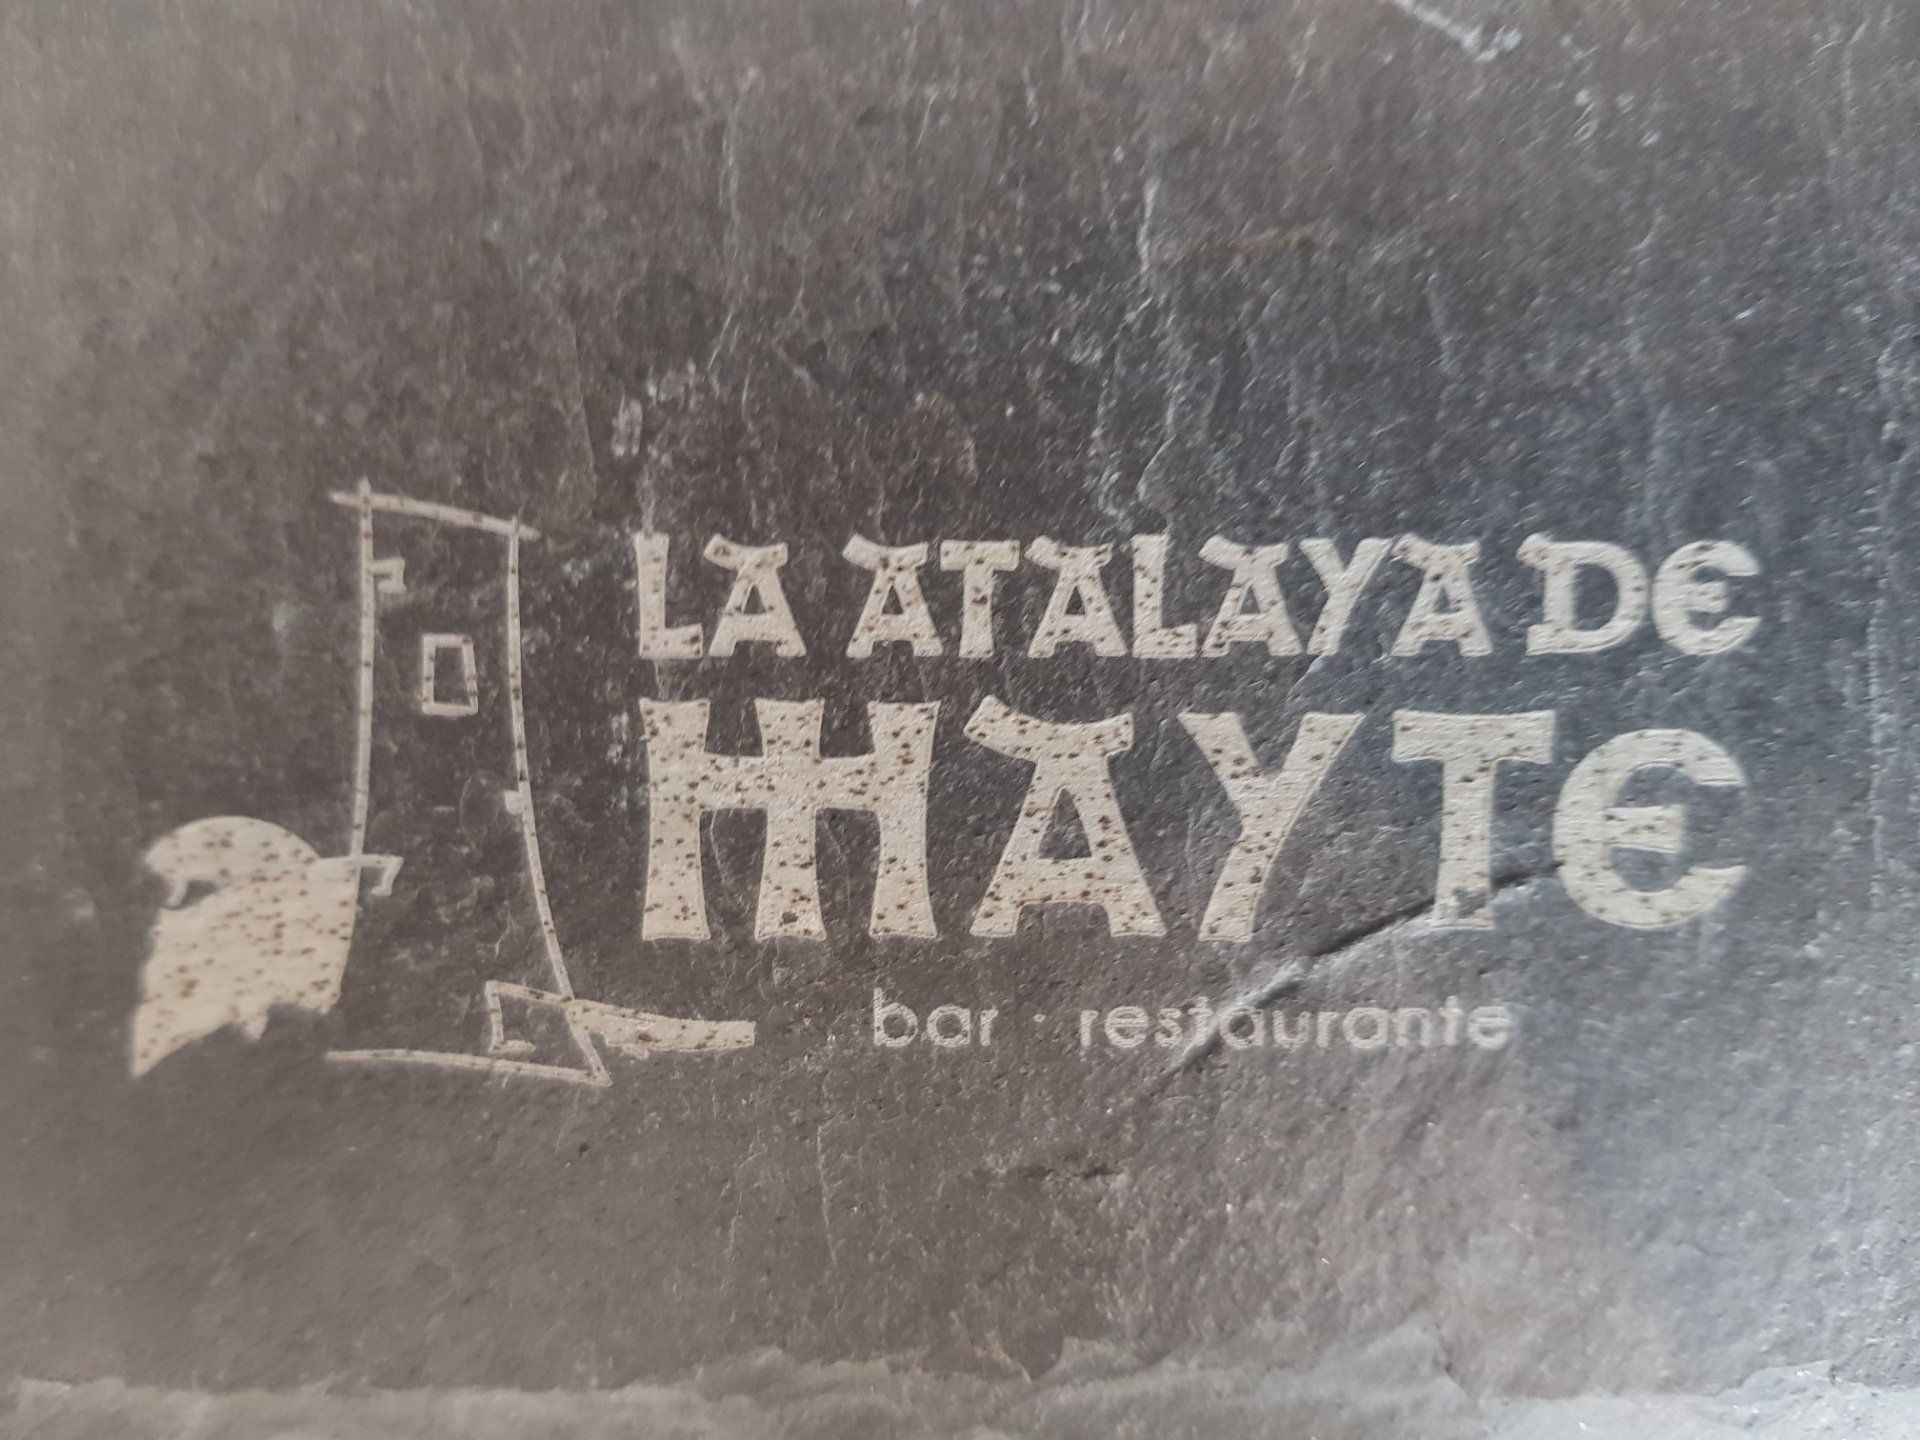 LA ATALAYA DE
MAYTE
bar · restaurante